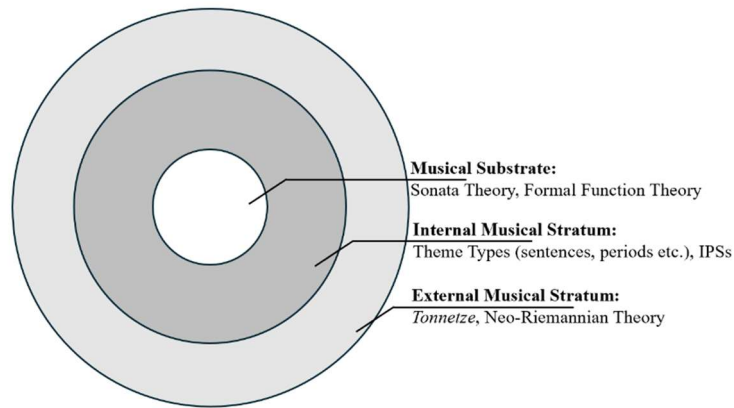 Musical Substrate:
Sonata Theory, Formal Function Theory
Internal Musical Stratum:
Theme Types (sentences, periods etc.), IPSs
External Musical Stratum:
Tonnetze, Neo-Riemannian Theory